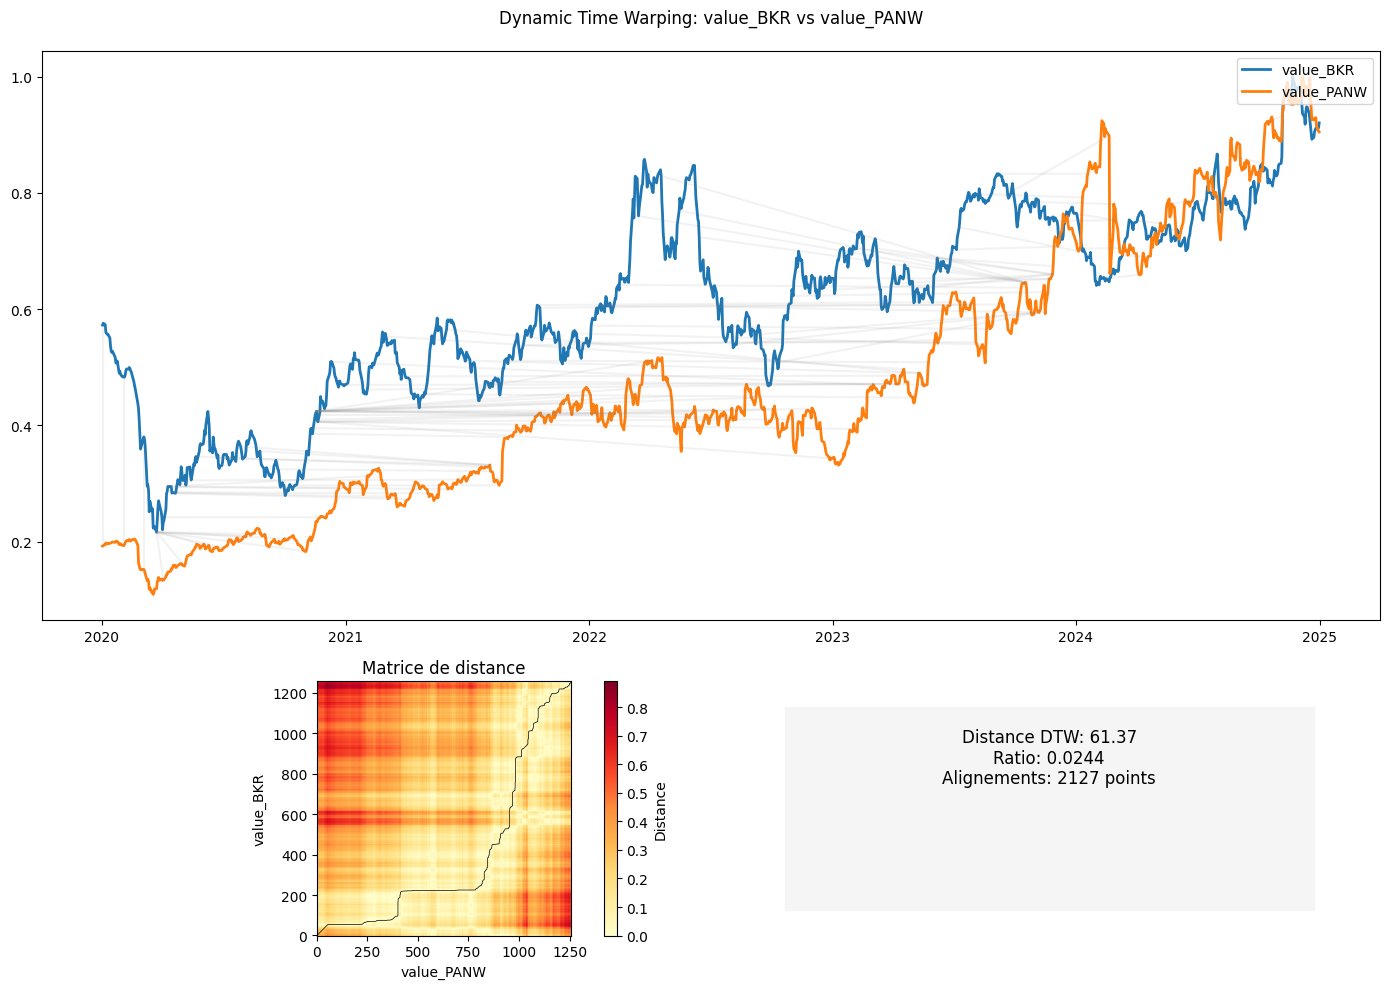 Dynamic Time Warping: value_BKR vs value_PANW
1.0
0.8
0.6
0.4
0.2
value_BKR
value_PANW
2020 2021 2022 2023 2024 2025
Matrice de distance
1200
1000
800
600
400
200
0
value_BKR
0 250 500 750 1000 1250
value_PANW
0.8
0.7
0.6
0.5
0.4
0.3
0.2
0.1
0.0
Distance
Distance DTW: 61.37
Ratio: 0.0244
Alignements: 2127 points